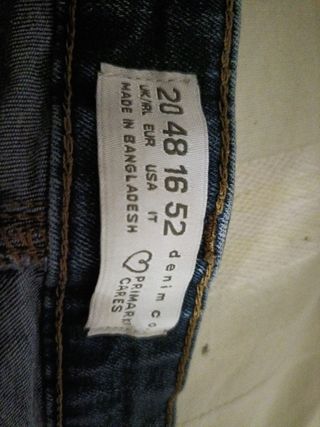 20 48 16 52 denim co
UK/IRL EUR USA IT
MADE IN BANGLADESH
PRIMARK
CARES